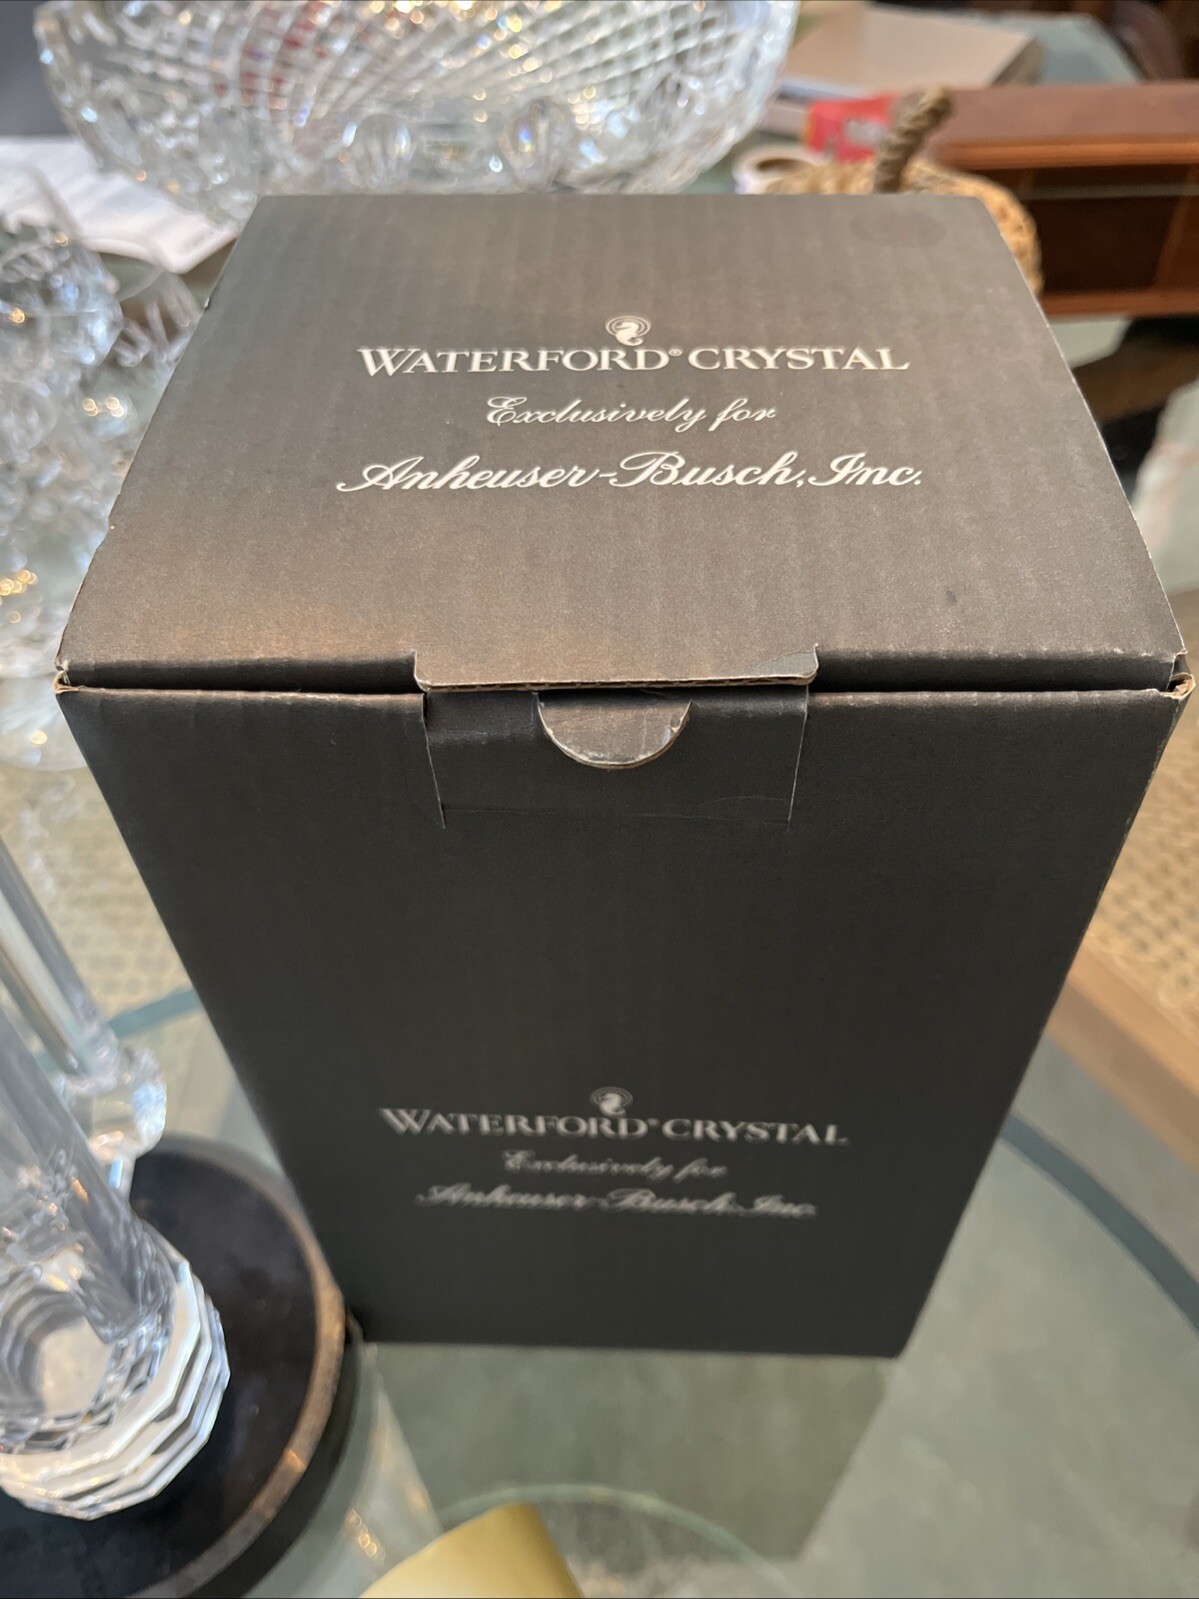 WATERFORD® CRYSTAL
Exclusively for
Anheuser-Busch, Inc.
WATERFORD® CRYSTAL
Exclusively for
Anheuser-Busch, Inc.